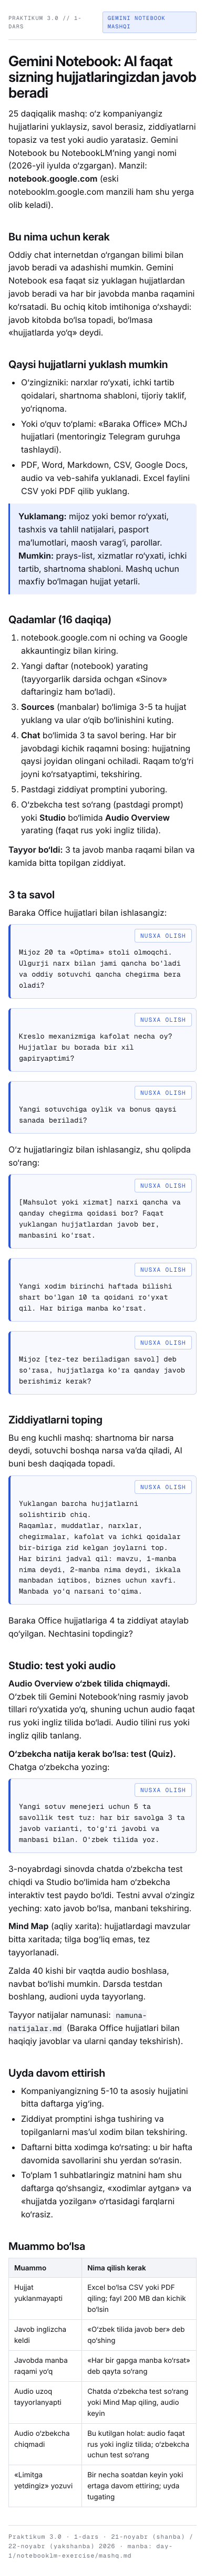 PRAKTIKUM 3.0 // 1-
DARS
GEMINI NOTEBOOK
MASHQI
Gemini Notebook: AI faqat
sizning hujjatlaringizdan javob
beradi
25 daqiqalik mashq: o‘z kompaniyangiz
hujjatlarini yuklaysiz, savol berasiz, ziddiyatlarni
topasiz va test yoki audio yaratasiz. Gemini
Notebook bu NotebookLM’ning yangi nomi
(2026-yil iyulda o‘zgargan). Manzil:
notebook.google.com (eski
notebooklm.google.com manzili ham shu yerga
olib keladi).
Bu nima uchun kerak
Oddiy chat internetdan o‘rgangan bilimi bilan
javob beradi va adashishi mumkin. Gemini
Notebook esa faqat siz yuklagan hujjatlardan
javob beradi va har bir javobda manba raqamini
ko‘rsatadi. Bu ochiq kitob imtihoniga o‘xshaydi:
javob kitobda bo‘lsa topadi, bo‘lmasa
«hujjatlarda yo‘q» deydi.
Qaysi hujjatlarni yuklash mumkin
• O‘zingizniki: narxlar ro‘yxati, ichki tartib
qoidalari, shartnoma shabloni, tijoriy taklif,
yo‘riqnoma.
• Yoki o‘quv to‘plami: «Baraka Office» MChJ
hujjatlari (mentoringiz Telegram guruhga
tashlaydi).
• PDF, Word, Markdown, CSV, Google Docs,
audio va veb-sahifa yuklanadi. Excel faylini
CSV yoki PDF qilib yuklang.
Yuklamang: mijoz yoki bemor ro‘yxati,
tashxis va tahlil natijalari, pasport
ma’lumotlari, maosh varag‘i, parollar.
Mumkin: prays-list, xizmatlar ro‘yxati, ichki
tartib, shartnoma shabloni. Mashq uchun
maxfiy bo‘lmagan hujjat yetarli.
Qadamlar (16 daqiqa)
1. notebook.google.com ni oching va Google
akkauntingiz bilan kiring.
2. Yangi daftar (notebook) yarating
(tayyorgarlik darsida ochgan «Sinov»
daftaringiz ham bo‘ladi).
3. Sources (manbalar) bo‘limiga 3-5 ta hujjat
yuklang va ular o‘qib bo‘linishini kuting.
4. Chat bo‘limida 3 ta savol bering. Har bir
javobdagi kichik raqamni bosing: hujjatning
qaysi joyidan olingani ochiladi. Raqam to‘g‘ri
joyni ko‘rsatyaptimi, tekshiring.
5. Pastdagi ziddiyat promptini yuboring.
6. O‘zbekcha test so‘rang (pastdagi prompt)
yoki Studio bo‘limida Audio Overview
yarating (faqat rus yoki ingliz tilida).
Tayyor bo‘ldi: 3 ta javob manba raqami bilan va
kamida bitta topilgan ziddiyat.
3 ta savol
Baraka Office hujjatlari bilan ishlasangiz:
NUSXA OLISH
Mijoz 20 ta «Optima» stoli olmoqchi.
Ulgurji narx bilan jami qancha bo'ladi
va oddiy sotuvchi qancha chegirma bera
oladi?
NUSXA OLISH
Kreslo mexanizmiga kafolat necha oy?
Hujjatlar bu borada bir xil
gapiryaptimi?
NUSXA OLISH
Yangi sotuvchiga oylik va bonus qaysi
sanada beriladi?
O‘z hujjatlaringiz bilan ishlasangiz, shu qolipda
so‘rang:
NUSXA OLISH
[Mahsulot yoki xizmat] narxi qancha va
qanday chegirma qoidasi bor? Faqat
yuklangan hujjatlardan javob ber,
manbasini ko'rsat.
NUSXA OLISH
Yangi xodim birinchi haftada bilishi
shart bo'lgan 10 ta qoidani ro'yxat
qil. Har biriga manba ko'rsat.
NUSXA OLISH
Mijoz [tez-tez beriladigan savol] deb
so'rasa, hujjatlarga ko'ra qanday javob
berishimiz kerak?
Ziddiyatlarni toping
Bu eng kuchli mashq: shartnoma bir narsa
deydi, sotuvchi boshqa narsa va’da qiladi, AI
buni besh daqiqada topadi.
NUSXA OLISH
Yuklangan barcha hujjatlarni
solishtirib chiq.
Raqamlar, muddatlar, narxlar,
chegirmalar, kafolat va ichki qoidalar
bir-biriga zid kelgan joylarni top.
Har birini jadval qil: mavzu, 1-manba
nima deydi, 2-manba nima deydi, ikkala
manbadan iqtibos, biznes uchun xavfi.
Manbada yo'q narsani to'qima.
Baraka Office hujjatlariga 4 ta ziddiyat ataylab
qo‘yilgan. Nechtasini topdingiz?
Studio: test yoki audio
Audio Overview o‘zbek tilida chiqmaydi.
O‘zbek tili Gemini Notebook’ning rasmiy javob
tillari ro‘yxatida yo‘q, shuning uchun audio faqat
rus yoki ingliz tilida bo‘ladi. Audio tilini rus yoki
ingliz qilib tanlang.
O‘zbekcha natija kerak bo‘lsa: test (Quiz).
Chatga o‘zbekcha yozing:
NUSXA OLISH
Yangi sotuv menejeri uchun 5 ta
savollik test tuz: har bir savolga 3 ta
javob varianti, to'g'ri javobi va
manbasi bilan. O'zbek tilida yoz.
3-noyabrdagi sinovda chatda o‘zbekcha test
chiqdi va Studio bo‘limida ham o‘zbekcha
interaktiv test paydo bo‘ldi. Testni avval o‘zingiz
yeching: xato javob bo‘lsa, manbani tekshiring.
Mind Map (aqliy xarita): hujjatlardagi mavzular
bitta xaritada; tilga bog‘liq emas, tez
tayyorlanadi.
Zalda 40 kishi bir vaqtda audio boshlasa,
navbat bo‘lishi mumkin. Darsda testdan
boshlang, audioni uyda tayyorlang.
Tayyor natijalar namunasi: namuna-
natijalar.md (Baraka Office hujjatlari bilan
haqiqiy javoblar va ularni qanday tekshirish).
Uyda davom ettirish
• Kompaniyangizning 5-10 ta asosiy hujjatini
bitta daftarga yig‘ing.
• Ziddiyat promptini ishga tushiring va
topilganlarni mas’ul xodim bilan tekshiring.
• Daftarni bitta xodimga ko‘rsating: u bir hafta
davomida savollarini shu yerdan so‘rasin.
• To‘plam 1 suhbatlaringiz matnini ham shu
daftarga qo‘shsangiz, «xodimlar aytgan» va
«hujjatda yozilgan» o‘rtasidagi farqlarni
ko‘rasiz.
Muammo bo‘lsa
Muammo
Nima qilish kerak
Hujjat
yuklanmayapti
Excel bo‘lsa CSV yoki PDF
qiling; fayl 200 MB dan kichik
bo‘lsin
Javob inglizcha
keldi
«O‘zbek tilida javob ber» deb
qo‘shing
Javobda manba
raqami yo‘q
«Har bir gapga manba ko‘rsat»
deb qayta so‘rang
Audio uzoq
tayyorlanyapti
Chatda o‘zbekcha test so‘rang
yoki Mind Map qiling, audio
keyin
Audio o‘zbekcha
chiqmadi
Bu kutilgan holat: audio faqat
rus yoki ingliz tilida; o‘zbekcha
uchun test so‘rang
«Limitga
yetdingiz» yozuvi
Bir necha soatdan keyin yoki
ertaga davom ettiring; uyda
tugating
Praktikum 3.0 · 1-dars · 21-noyabr (shanba) /
22-noyabr (yakshanba) 2026 · manba: day-
1/notebooklm-exercise/mashq.md